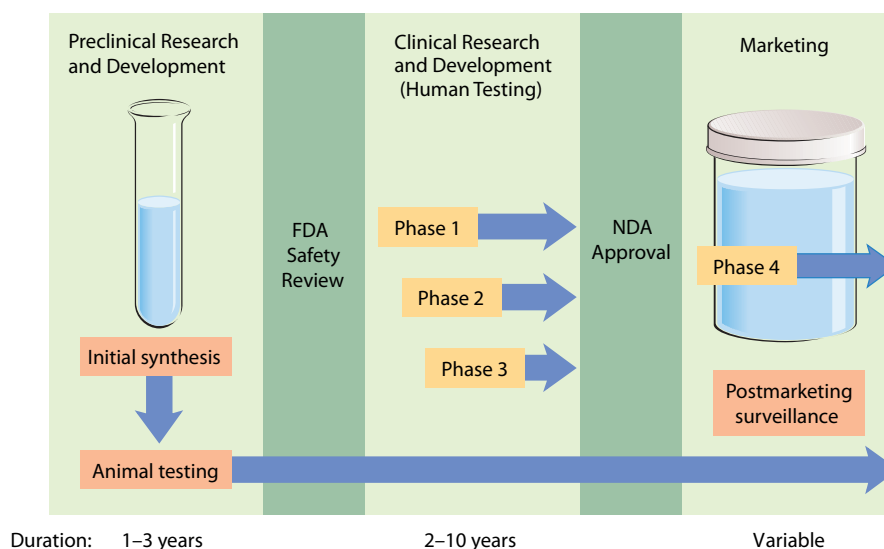 Preclinical Research
and Development
Clinical Research
and Development
(Human Testing)
Marketing
FDA
Safety
Review
Phase 1
Phase 2
Phase 3
NDA
Approval
Phase 4
Initial synthesis
Postmarketing
surveillance
Animal testing
Duration: 1–3 years 2–10 years Variable